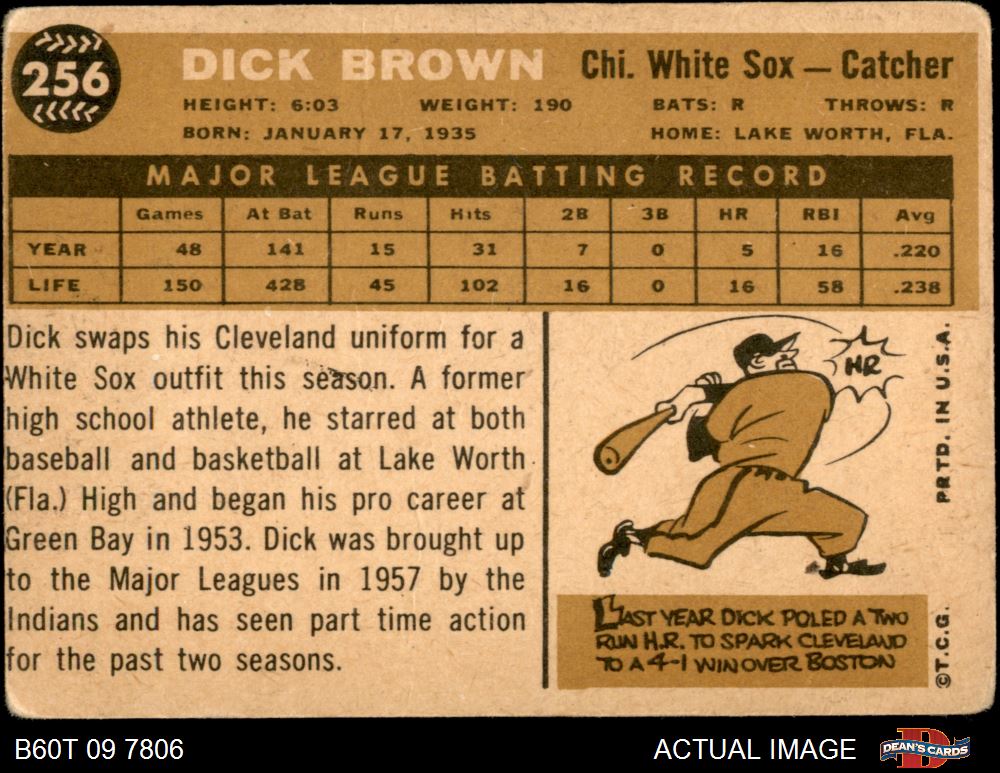 256
DICK BROWN Chi. White Sox — Catcher
HEIGHT: 6:03 WEIGHT: 190 BATS: R THROWS: R
BORN: JANUARY 17, 1935 HOME: LAKE WORTH, FLA.
MAJOR LEAGUE BATTING RECORD
Games At Bat Runs Hits 2B 3B HR RBI Avg
YEAR 48 141 15 31 7 0 5 16 .220
LIFE 150 428 45 102 16 0 16 58 .238
Dick swaps his Cleveland uniform for a
White Sox outfit this season. A former
high school athlete, he starred at both
baseball and basketball at Lake Worth
(Fla.) High and began his pro career at
Green Bay in 1953. Dick was brought up
to the Major Leagues in 1957 by the
Indians and has seen part time action
for the past two seasons.
HR
LAST YEAR DICK POLED A TWO
RUN H.R. TO SPARK CLEVELAND
TO A 4-1 WIN OVER BOSTON
©T.C.G. PRTD. IN U.S.A.
B60T 09 7806 ACTUAL IMAGE
DEAN'S CARDS